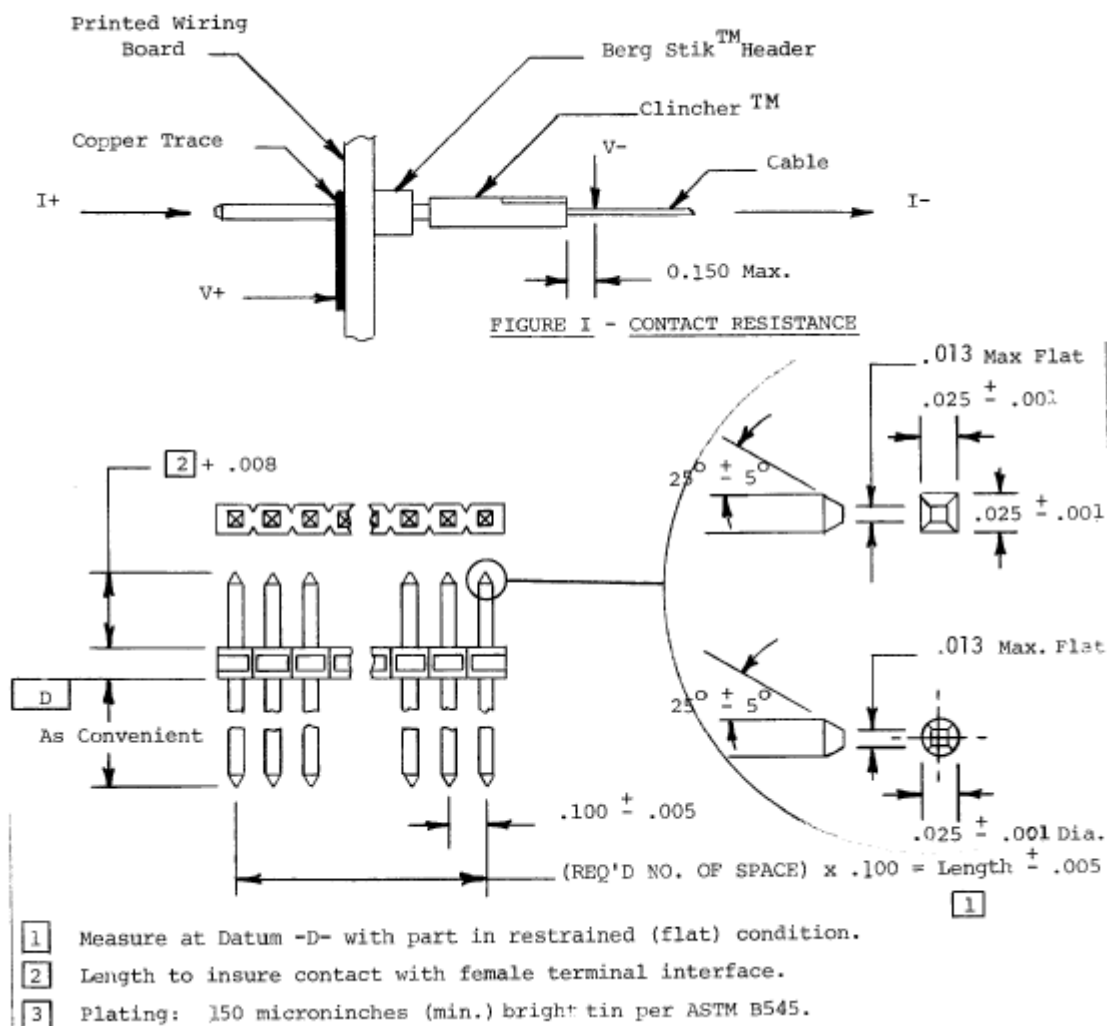 Printed Wiring
Board
Berg Stik™ Header
Clincher™
Copper Trace
V-
Cable
I+
I-
0.150 Max.
V+
FIGURE I - CONTACT RESISTANCE
.013 Max Flat
.025 ± .001
2 + .008
25° ± 5°
.025 ± .001
.013 Max. Flat
D
25° ± 5°
As Convenient
.100 ± .005
.025 ± .001 Dia.
(REQ'D NO. OF SPACE) x .100 = Length ± .005
1
1 Measure at Datum -D- with part in restrained (flat) condition.
2 Length to insure contact with female terminal interface.
3 Plating: 150 microninches (min.) bright tin per ASTM B545.